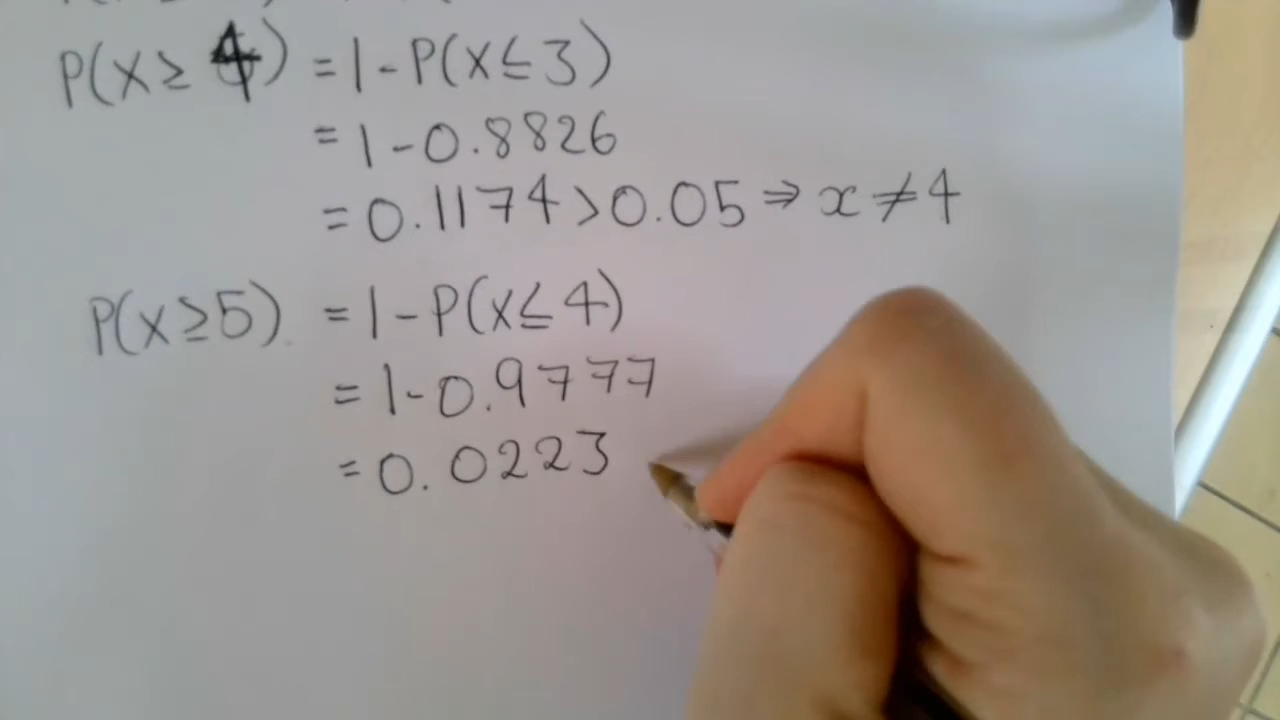 P(X≥4) = 1 - P(X≤3)
= 1 - 0.8826
= 0.1174 > 0.05 ⇒ x ≠ 4
P(X≥5) = 1 - P(X≤4)
= 1 - 0.9777
= 0.0223